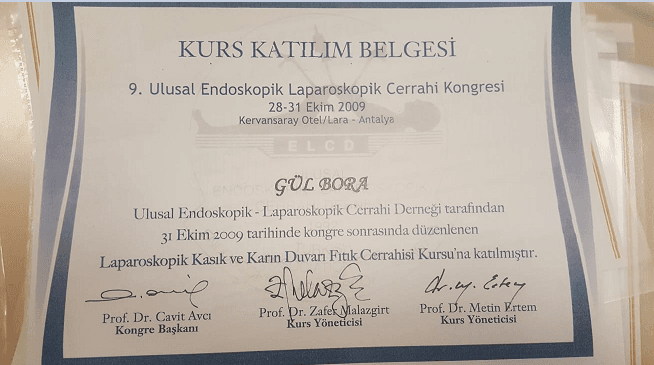 KURS KATILIM BELGESİ
9. Ulusal Endoskopik Laparoskopik Cerrahi Kongresi
28-31 Ekim 2009
Kervansaray Otel/Lara - Antalya
ELCD
GÜL BORA
Ulusal Endoskopik - Laparoskopik Cerrahi Derneği tarafından
31 Ekim 2009 tarihinde kongre sonrasında düzenlenen
Laparoskopik Kasık ve Karın Duvarı Fıtık Cerrahisi Kursu'na katılmıştır.
Prof. Dr. Cavit Avcı
Kongre Başkanı
Prof. Dr. Zafer Malazgirt
Kurs Yöneticisi
Prof. Dr. Metin Ertem
Kurs Yöneticisi